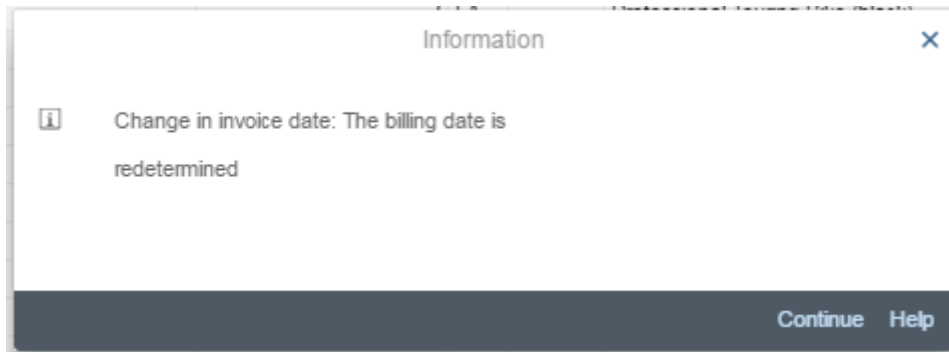 Information
Change in invoice date: The billing date is
redetermined
Continue Help